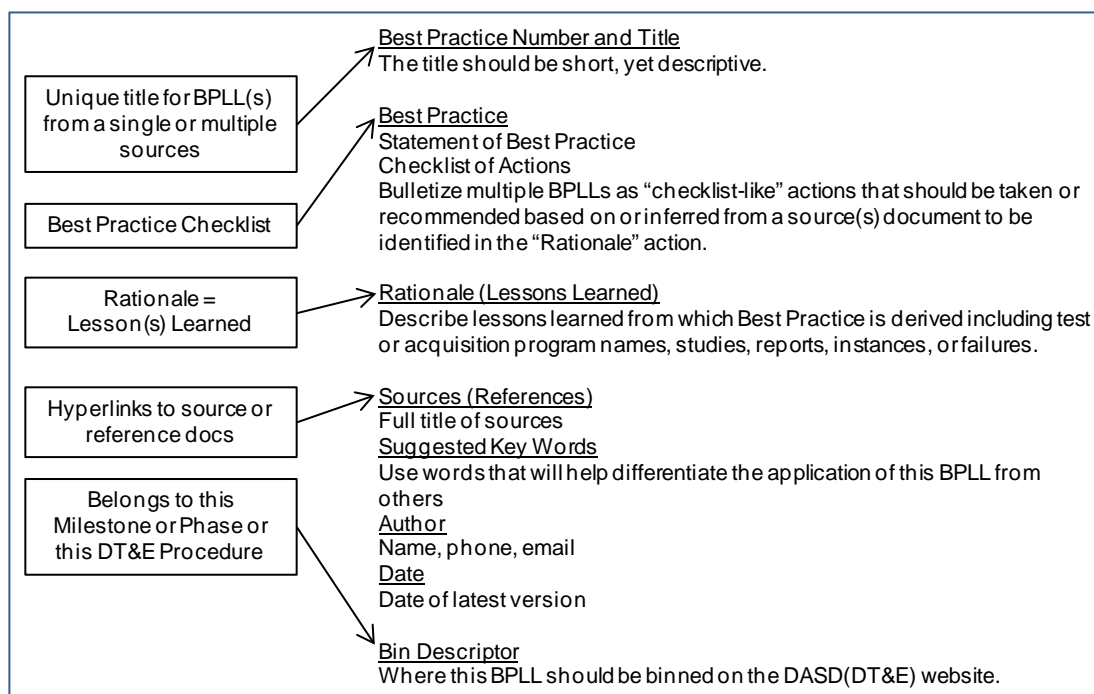 Unique title for BPLL(s)
from a single or multiple
sources
Best Practice Number and Title
The title should be short, yet descriptive.
Best Practice Checklist
Best Practice
Statement of Best Practice
Checklist of Actions
Bulletize multiple BPLLs as “checklist-like” actions that should be taken or
recommended based on or inferred from a source(s) document to be
identified in the “Rationale” action.
Rationale =
Lesson(s) Learned
Rationale (Lessons Learned)
Describe lessons learned from which Best Practice is derived including test
or acquisition program names, studies, reports, instances, or failures.
Hyperlinks to source or
reference docs
Sources (References)
Full title of sources
Suggested Key Words
Use words that will help differentiate the application of this BPLL from
others
Author
Name, phone, email
Date
Date of latest version
Belongs to this
Milestone or Phase or
this DT&E Procedure
Bin Descriptor
Where this BPLL should be binned on the DASD(DT&E) website.